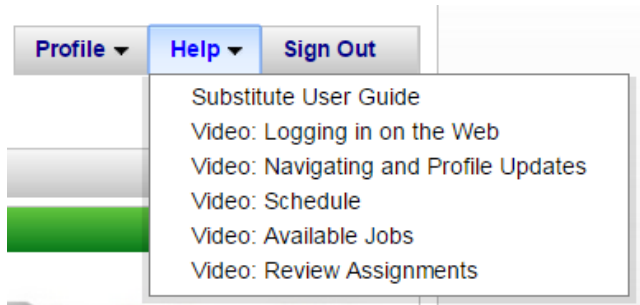 Profile Help Sign Out
Substitute User Guide
Video: Logging in on the Web
Video: Navigating and Profile Updates
Video: Schedule
Video: Available Jobs
Video: Review Assignments